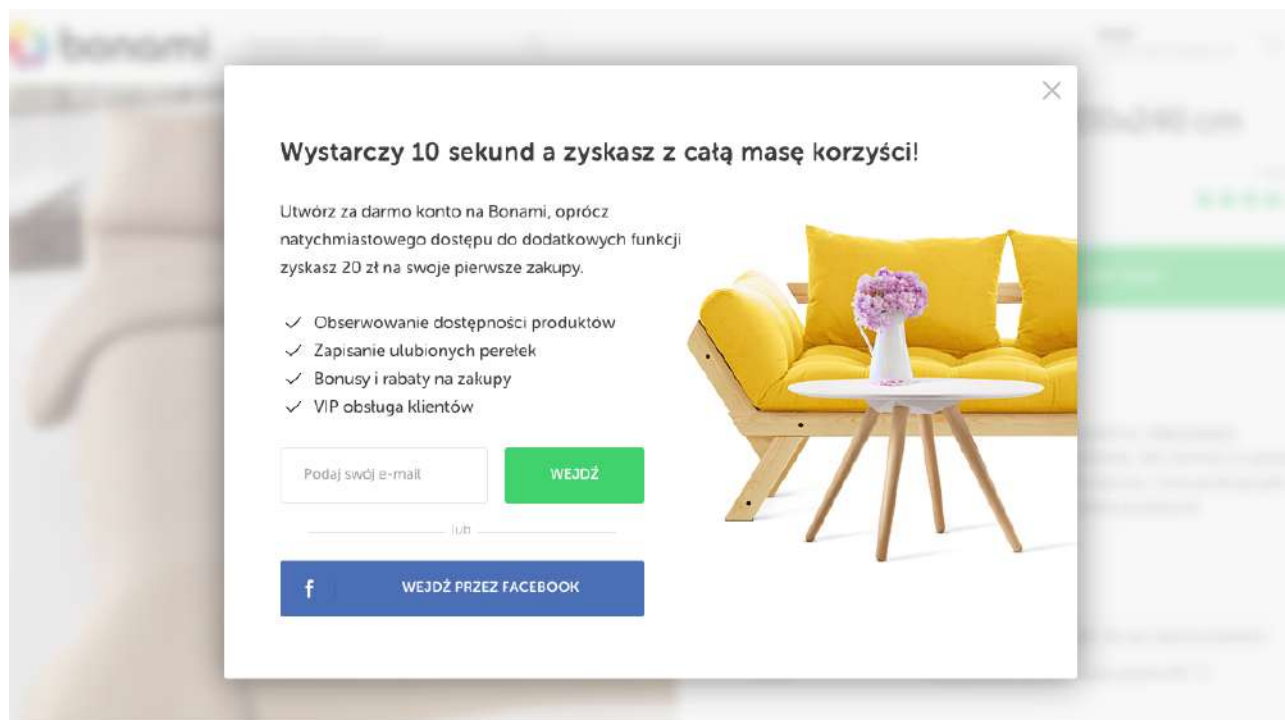 bonami
Wystarczy 10 sekund a zyskasz z całą masę korzyści!
Utwórz za darmo konto na Bonami, oprócz
natychmiastowego dostępu do dodatkowych funkcji
zyskasz 20 zł na swoje pierwsze zakupy.
Obserwowanie dostępności produktów
Zapisanie ulubionych perełek
Bonusy i rabaty na zakupy
VIP obsługa klientów
Podaj swój e-mail
WEJDŹ
lub
f
WEJDŹ PRZEZ FACEBOOK